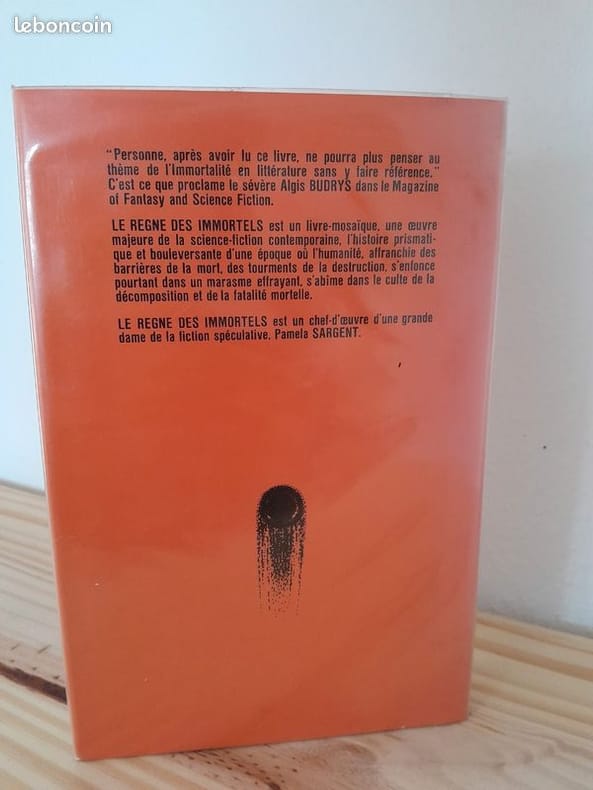 leboncoin
"Personne, après avoir lu ce livre, ne pourra plus penser au
thème de l'Immortalité en littérature sans y faire référence."
C'est ce que proclame le sévère Algis BUDRYS dans le Magazine
of Fantasy and Science Fiction.
LE REGNE DES IMMORTELS est un livre-mosaïque, une œuvre
majeure de la science-fiction contemporaine, l'histoire prismati-
que et bouleversante d'une époque où l'humanité, affranchie des
barrières de la mort, des tourments de la destruction, s'enfonce
pourtant dans un marasme effrayant, s'abîme dans le culte de la
décomposition et de la fatalité mortelle.
LE REGNE DES IMMORTELS est un chef-d'œuvre d'une grande
dame de la fiction spéculative, Pamela SARGENT.